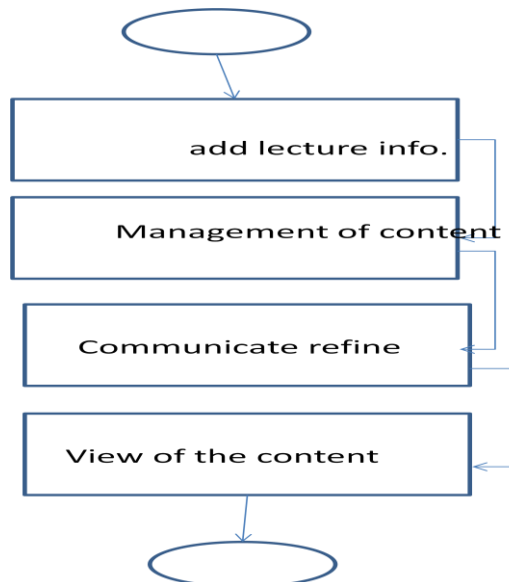 add lecture info.
Management of content
Communicate refine
View of the content